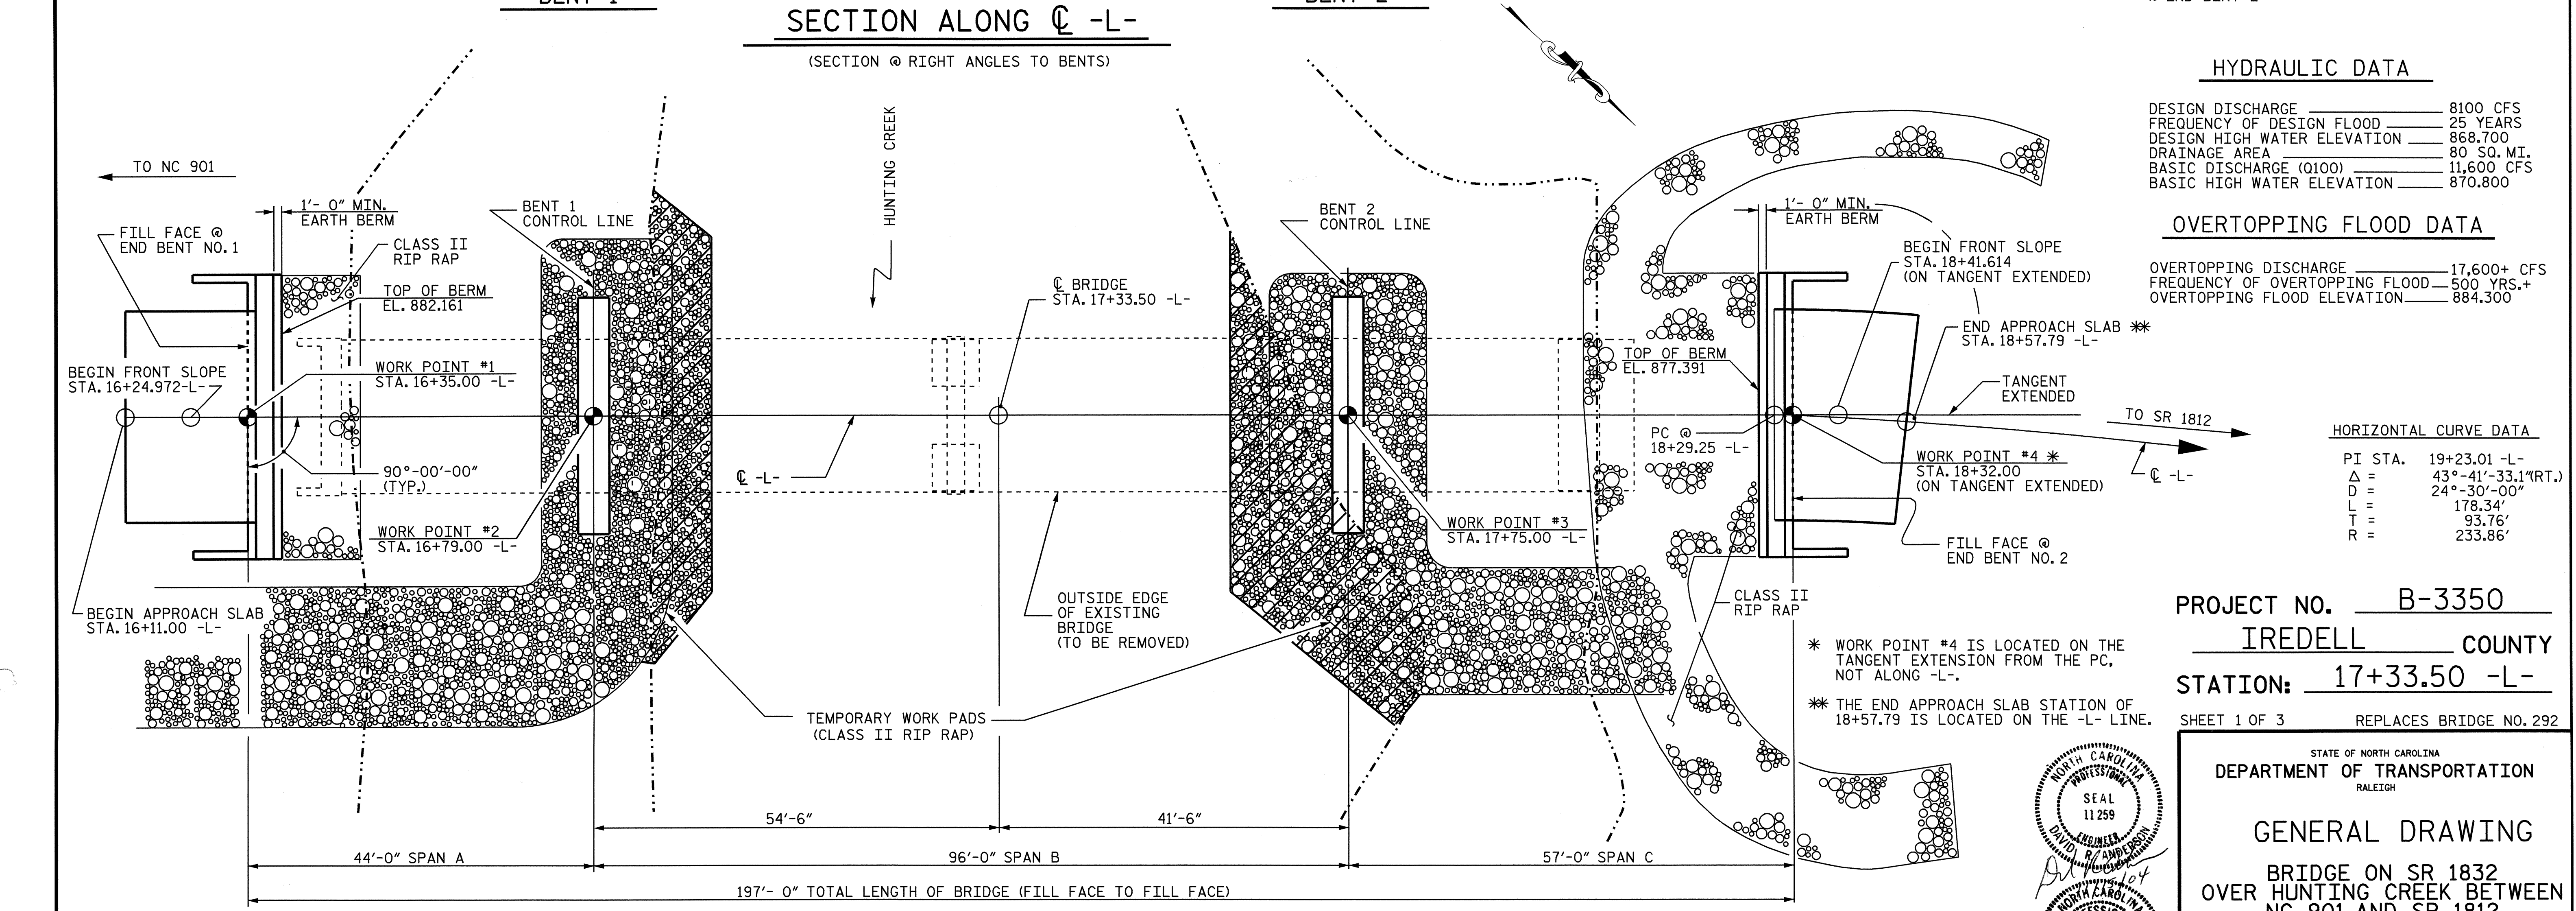 SECTION ALONG ℄ -L-
(SECTION @ RIGHT ANGLES TO BENTS)
TO NC 901
HUNTING CREEK
1'- 0" MIN.
EARTH BERM
FILL FACE @
END BENT NO. 1
CLASS II
RIP RAP
TOP OF BERM
EL. 882.161
BENT 1
CONTROL LINE
℄ BRIDGE
STA. 17+33.50 -L-
BENT 2
CONTROL LINE
1'- 0" MIN.
EARTH BERM
BEGIN FRONT SLOPE
STA. 18+41.614
(ON TANGENT EXTENDED)
END APPROACH SLAB **
STA. 18+57.79 -L-
TOP OF BERM
EL. 877.391
TANGENT
EXTENDED
TO SR 1812
BEGIN FRONT SLOPE
STA. 16+24.972-L-
WORK POINT #1
STA. 16+35.00 -L-
90°-00'-00"
(TYP.)
WORK POINT #2
STA. 16+79.00 -L-
℄ -L-
PC @
18+29.25 -L-
WORK POINT #4 *
STA. 18+32.00
(ON TANGENT EXTENDED)
℄ -L-
WORK POINT #3
STA. 17+75.00 -L-
FILL FACE @
END BENT NO. 2
BEGIN APPROACH SLAB
STA. 16+11.00 -L-
OUTSIDE EDGE
OF EXISTING
BRIDGE
(TO BE REMOVED)
CLASS II
RIP RAP
TEMPORARY WORK PADS
(CLASS II RIP RAP)
* WORK POINT #4 IS LOCATED ON THE
TANGENT EXTENSION FROM THE PC,
NOT ALONG -L-.
** THE END APPROACH SLAB STATION OF
18+57.79 IS LOCATED ON THE -L- LINE.
54'-6"
41'-6"
44'-0" SPAN A
96'-0" SPAN B
57'-0" SPAN C
197'- 0" TOTAL LENGTH OF BRIDGE (FILL FACE TO FILL FACE)
HYDRAULIC DATA
DESIGN DISCHARGE 8100 CFS
FREQUENCY OF DESIGN FLOOD 25 YEARS
DESIGN HIGH WATER ELEVATION 868.700
DRAINAGE AREA 80 SQ. MI.
BASIC DISCHARGE (Q100) 11,600 CFS
BASIC HIGH WATER ELEVATION 870.800
OVERTOPPING FLOOD DATA
OVERTOPPING DISCHARGE 17,600+ CFS
FREQUENCY OF OVERTOPPING FLOOD 500 YRS.+
OVERTOPPING FLOOD ELEVATION 884.300
HORIZONTAL CURVE DATA
PI STA. 19+23.01 -L-
Δ = 43°-41'-33.1"(RT.)
D = 24°-30'-00"
L = 178.34'
T = 93.76'
R = 233.86'
PROJECT NO. B-3350
IREDELL COUNTY
STATION: 17+33.50 -L-
SHEET 1 OF 3 REPLACES BRIDGE NO. 292
STATE OF NORTH CAROLINA
DEPARTMENT OF TRANSPORTATION
RALEIGH
GENERAL DRAWING
BRIDGE ON SR 1832
OVER HUNTING CREEK BETWEEN
NC 901 AND SR 1812
NORTH CAROLINA
PROFESSIONAL
SEAL
11259
ENGINEER
DAVID R. ANDERSON
NORTH CAROLINA